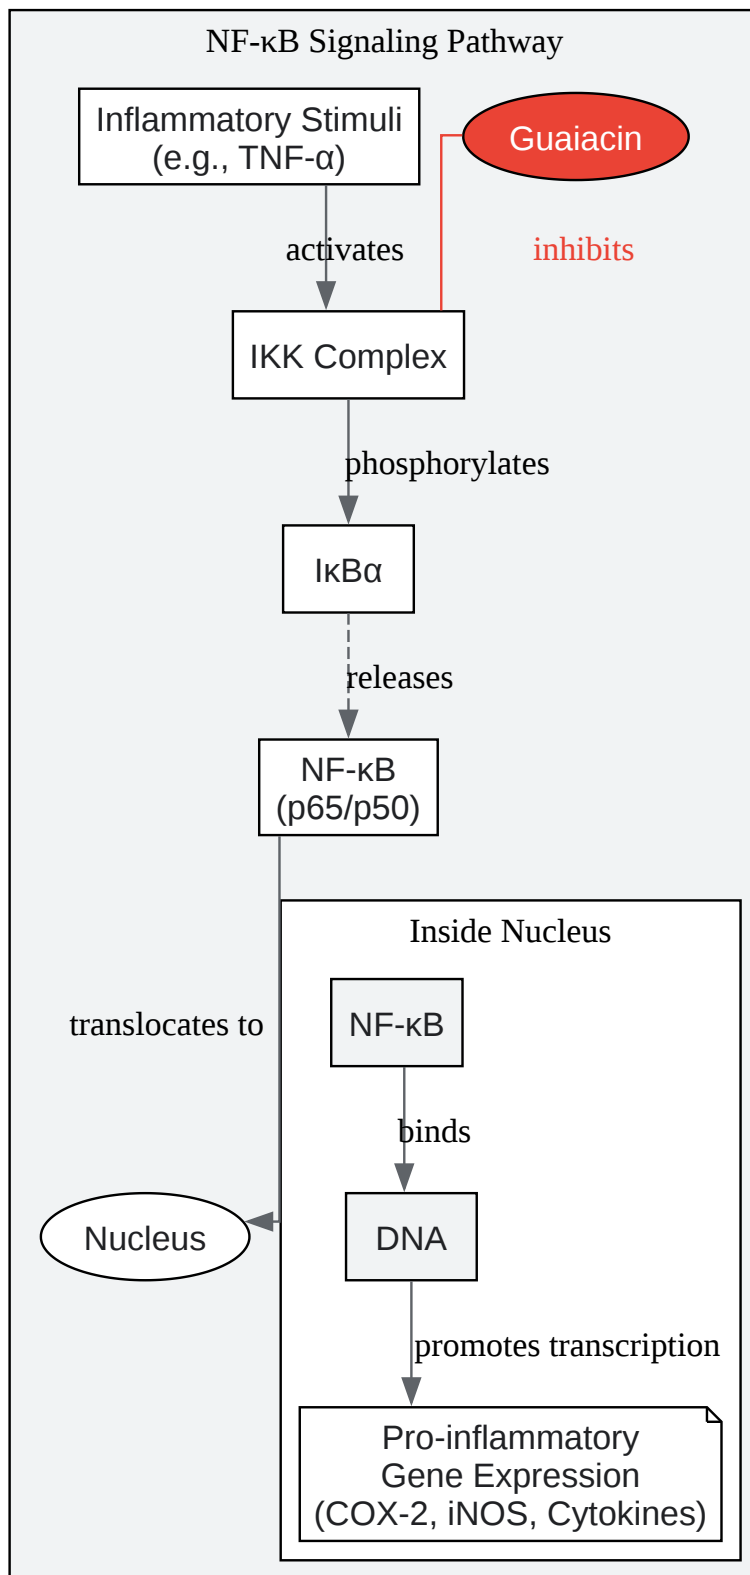 NF-κB Signaling Pathway
Inflammatory Stimuli
(e.g., TNF-α)
Guaiacin
activates
inhibits
IKK Complex
phosphorylates
IκBα
releases
NF-κB
(p65/p50)
Inside Nucleus
NF-κB
translocates to
binds
Nucleus
DNA
promotes transcription
Pro-inflammatory
Gene Expression
(COX-2, iNOS, Cytokines)